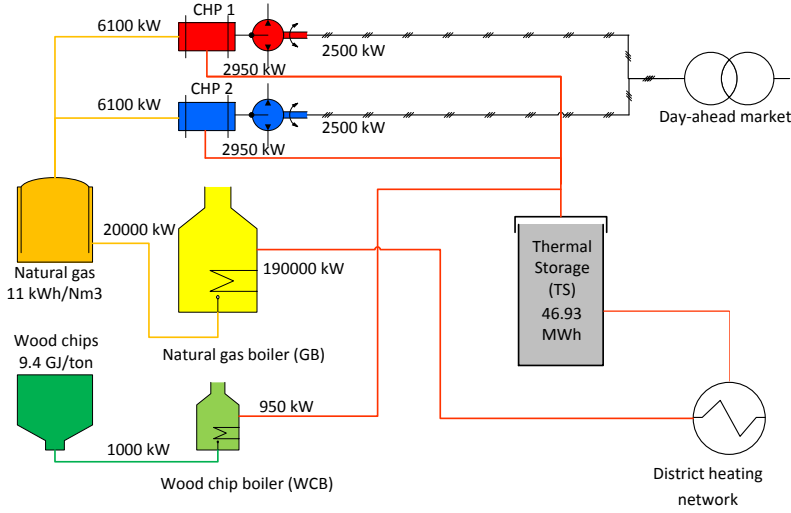 6100 kW
CHP 1
2500 kW
2950 kW
6100 kW
CHP 2
2500 kW
2950 kW
Day-ahead market
20000 kW
190000 kW
Natural gas
11 kWh/Nm3
Thermal
Storage
(TS)
46.93
MWh
Natural gas boiler (GB)
Wood chips
9.4 GJ/ton
950 kW
1000 kW
Wood chip boiler (WCB)
District heating
network